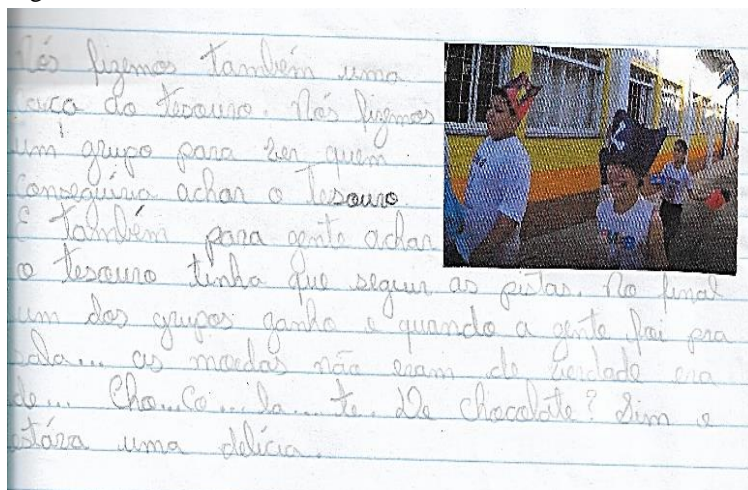 Nós fizemos também uma
caça do tesouro. Nós fizemos
um grupo para ver quem
conseguiria achar o tesouro.
E também para gente achar
o tesouro tinha que seguir as pistas. No final
um dos grupos ganho e quando a gente foi pra
sala... as moedas não eram de verdade era
de... Cho...co...la...te. De chocolate? Sim e
estáva uma delícia.